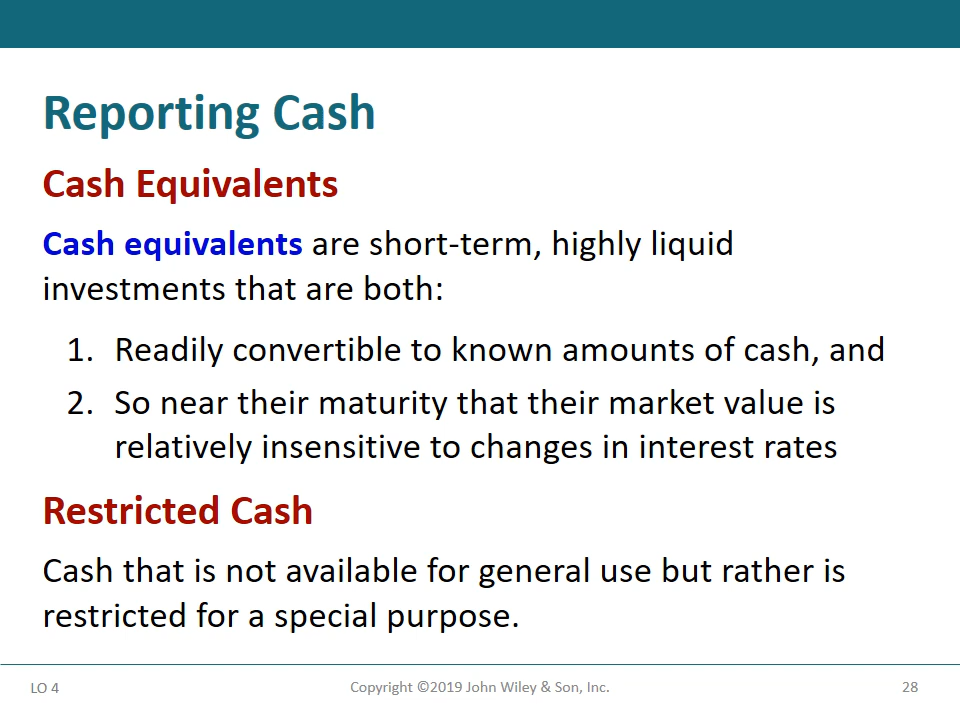 Reporting Cash
Cash Equivalents
Cash equivalents are short-term, highly liquid
investments that are both:
1. Readily convertible to known amounts of cash, and
2. So near their maturity that their market value is
relatively insensitive to changes in interest rates
Restricted Cash
Cash that is not available for general use but rather is
restricted for a special purpose.
LO 4
Copyright ©2019 John Wiley & Son, Inc.
28